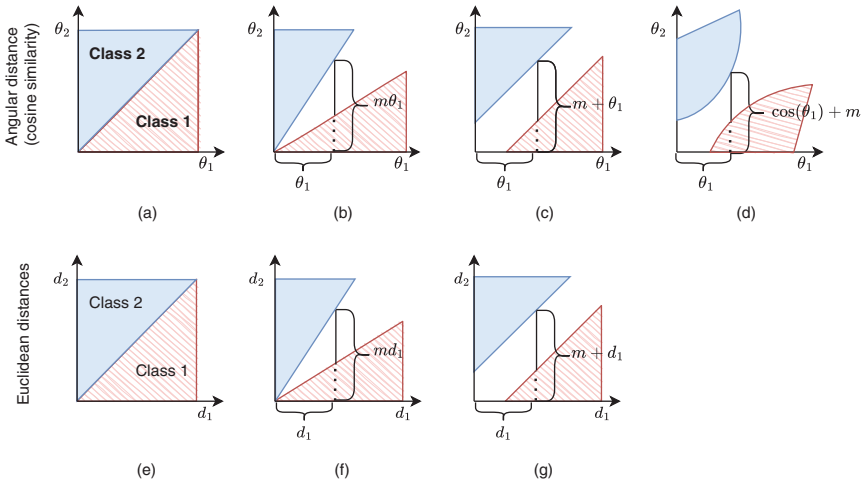 Angular distance
(cosine similarity)
θ₂
Class 2
Class 1
θ₁
(a)
θ₂
mθ₁
θ₁
θ₁
(b)
θ₂
m + θ₁
θ₁
θ₁
(c)
θ₂
cos(θ₁) + m
θ₁
θ₁
(d)
Euclidean distances
d₂
Class 2
Class 1
d₁
(e)
d₂
md₁
d₁
d₁
(f)
d₂
m + d₁
d₁
d₁
(g)